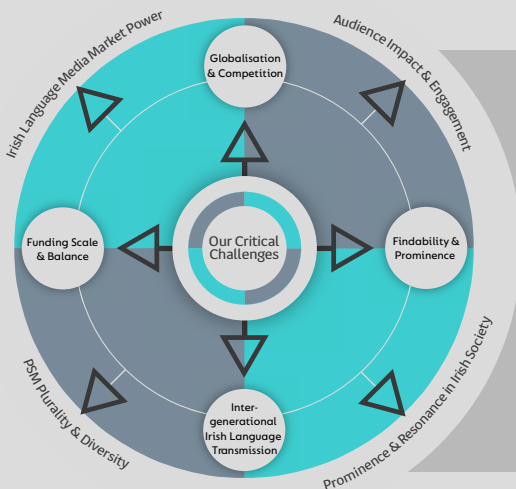 Irish Language Media Market Power
Audience Impact & Engagement
Globalisation
& Competition
Funding Scale
& Balance
Our Critical
Challenges
Findability &
Prominence
Inter-
generational
Irish Language
Transmission
PSM Plurality & Diversity
Prominence & Resonance in Irish Society